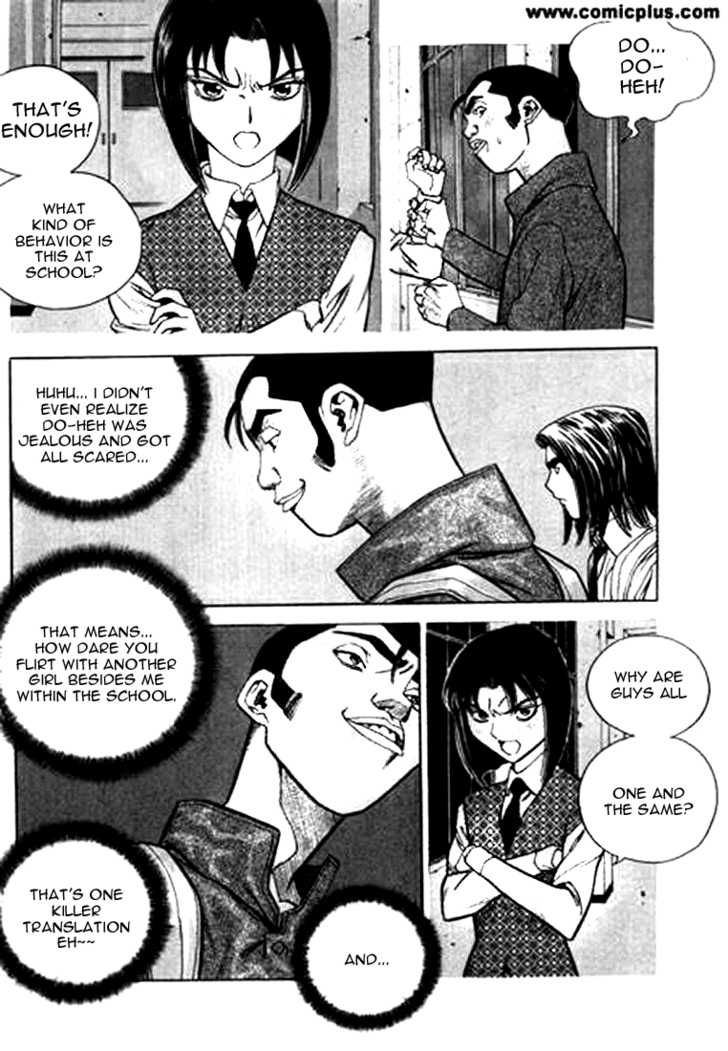 www.comicplus.com
THAT'S
ENOUGH!
WHAT
KIND OF
BEHAVIOR IS
THIS AT
SCHOOL?
DO...
DO-
HEH!
HUHU... I DIDN'T
EVEN REALIZE
DO-HEH WAS
JEALOUS AND GOT
ALL SCARED...
THAT MEANS...
HOW DARE YOU
FLIRT WITH ANOTHER
GIRL BESIDES ME
WITHIN THE SCHOOL.
THAT'S ONE
KILLER
TRANSLATION
EH~~
AND...
WHY ARE
GUYS ALL
ONE AND
THE SAME?